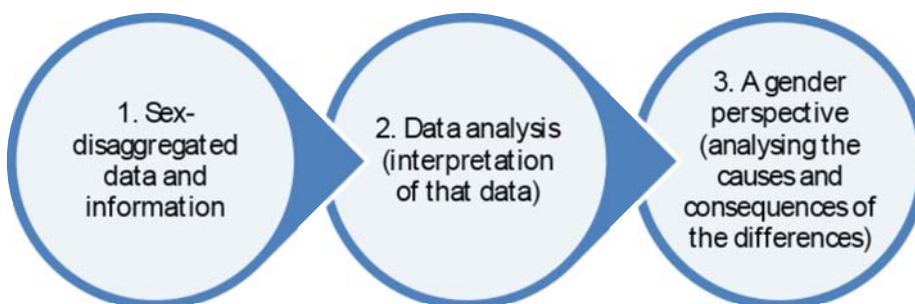 1. Sex-
disaggregated
data and
information
2. Data analysis
(interpretation
of that data)
3. A gender
perspective
(analysing the
causes and
consequences of
the differences)